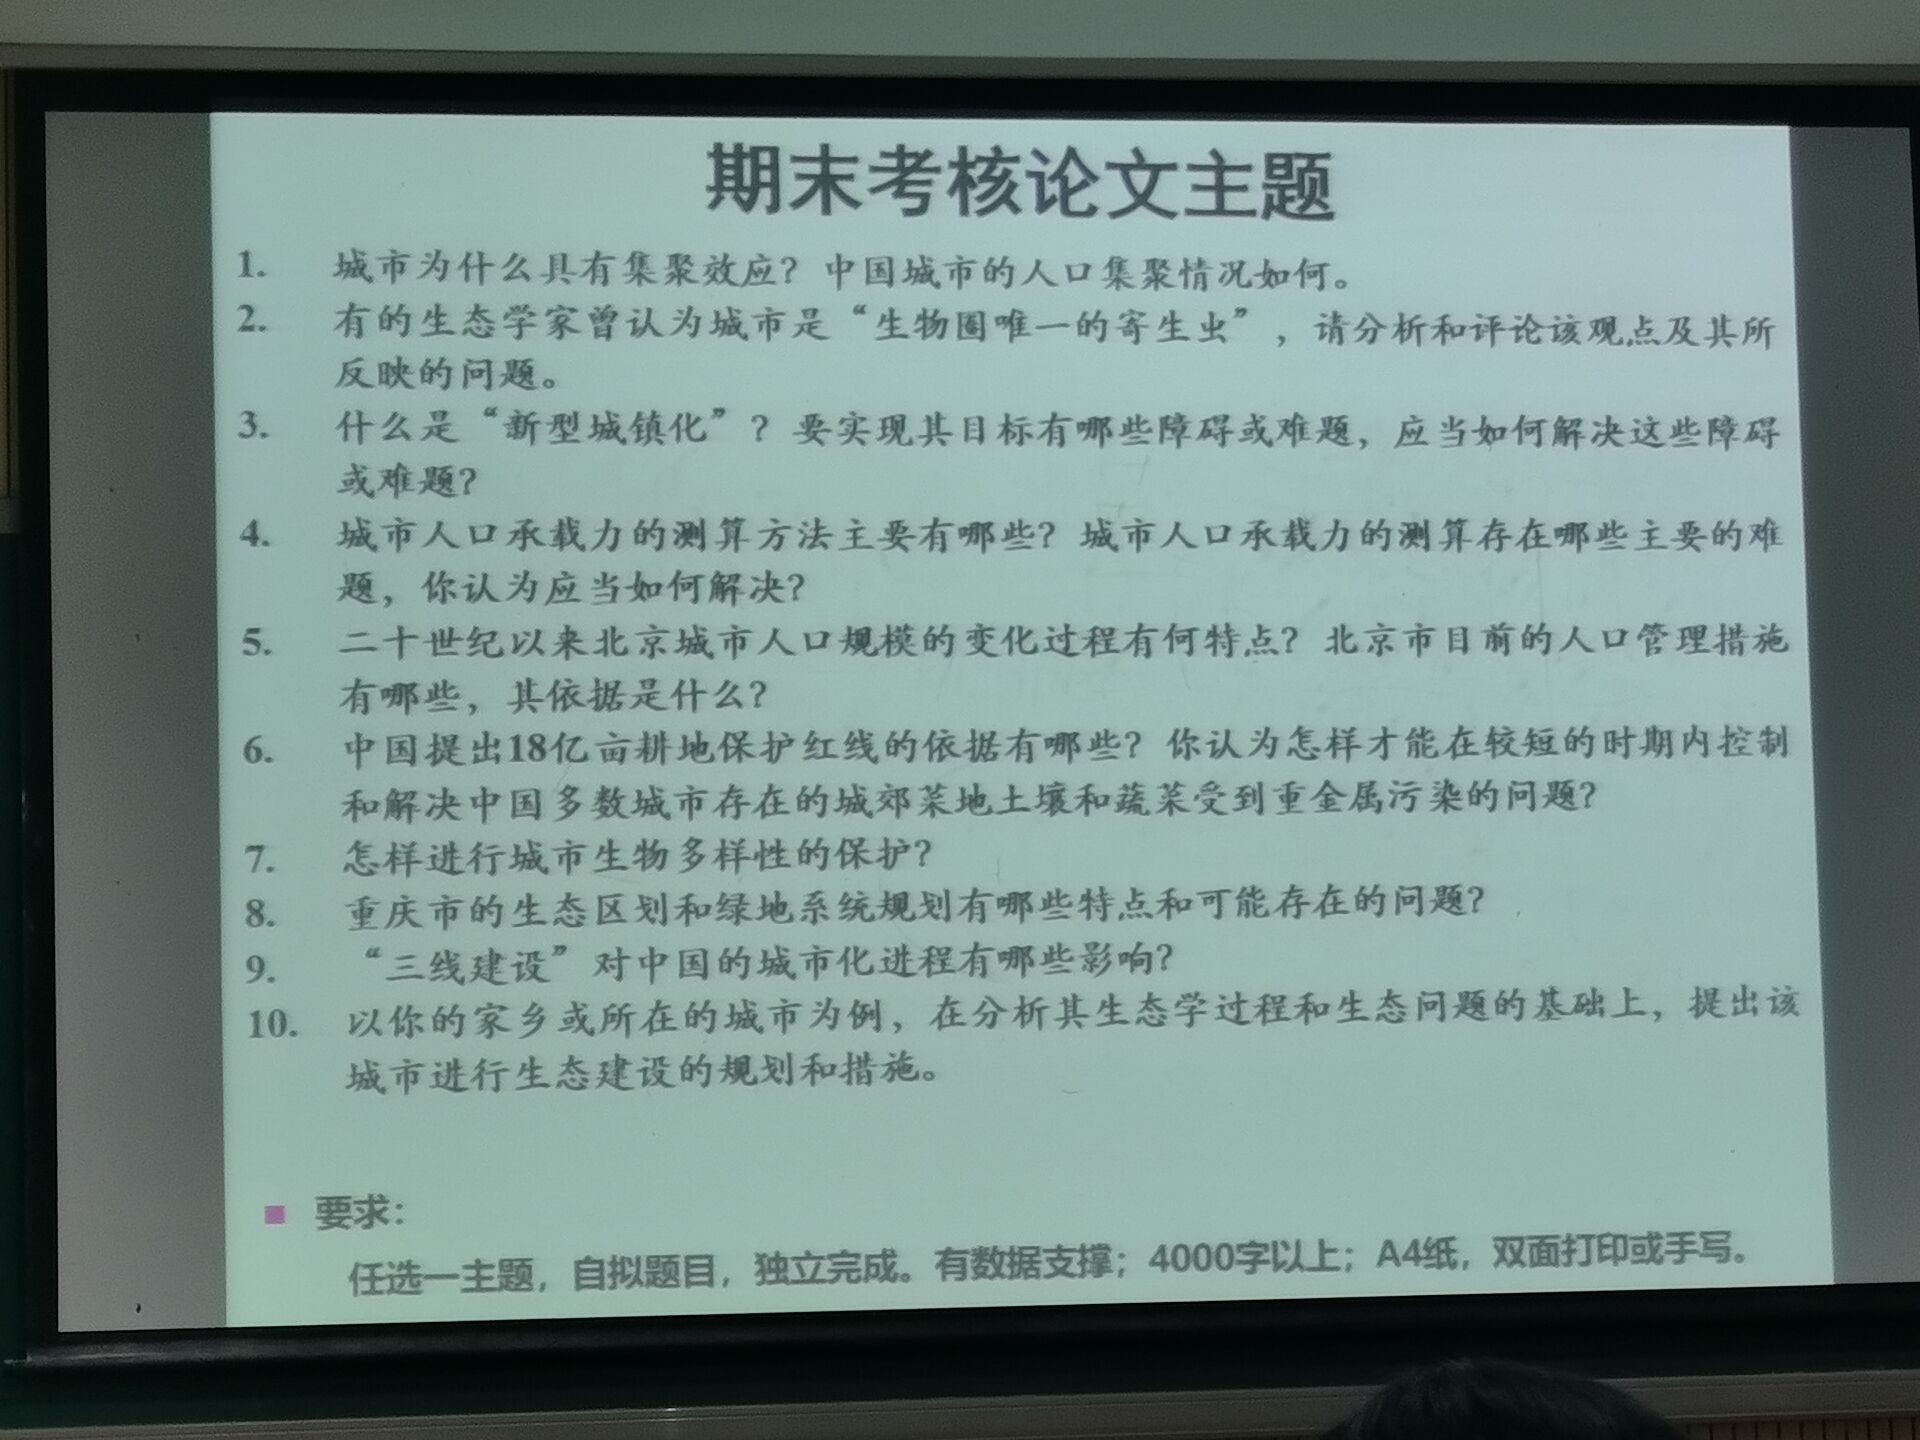 期末考核论文主题
1. 城市为什么具有集聚效应？中国城市的人口集聚情况如何。
2. 有的生态学家曾认为城市是“生物圈唯一的寄生虫”，请分析和评论该观点及其所
反映的问题。
3. 什么是“新型城镇化”？要实现其目标有哪些障碍或难题，应当如何解决这些障碍
或难题？
4. 城市人口承载力的测算方法主要有哪些？城市人口承载力的测算存在哪些主要的难
题，你认为应当如何解决？
5. 二十世纪以来北京城市人口规模的变化过程有何特点？北京市目前的人口管理措施
有哪些，其依据是什么？
6. 中国提出18亿亩耕地保护红线的依据有哪些？你认为怎样才能在较短的时期内控制
和解决中国多数城市存在的城郊菜地土壤和蔬菜受到重金属污染的问题？
7. 怎样进行城市生物多样性的保护？
8. 重庆市的生态区划和绿地系统规划有哪些特点和可能存在的问题？
9. “三线建设”对中国的城市化进程有哪些影响？
10. 以你的家乡或所在的城市为例，在分析其生态学过程和生态问题的基础上，提出该
城市进行生态建设的规划和措施。
要求：
任选一主题，自拟题目，独立完成。有数据支撑；4000字以上；A4纸，双面打印或手写。